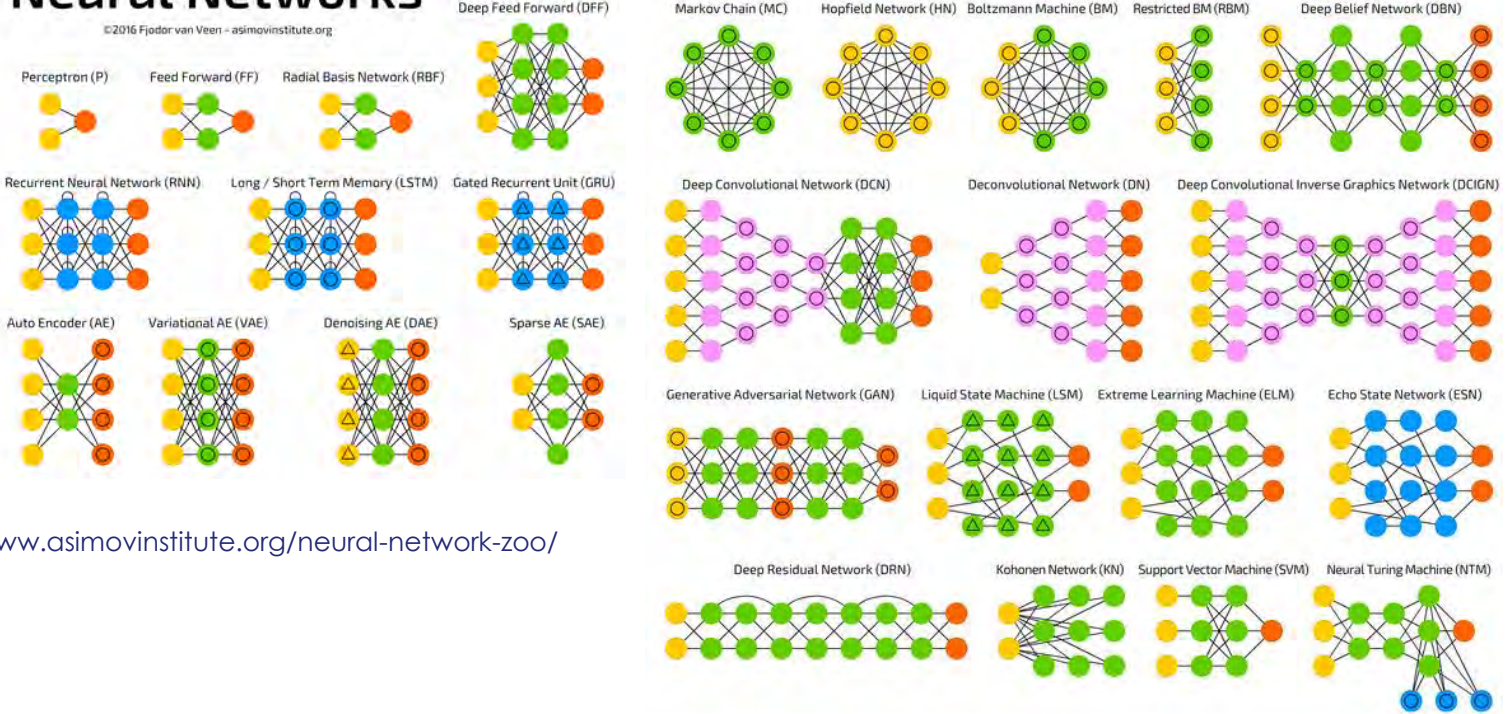 Neural Networks
©2016 Fjodor van Veen - asimovinstitute.org
Deep Feed Forward (DFF)
Perceptron (P)
Feed Forward (FF)
Radial Basis Network (RBF)
Recurrent Neural Network (RNN)
Long / Short Term Memory (LSTM)
Gated Recurrent Unit (GRU)
Auto Encoder (AE)
Variational AE (VAE)
Denoising AE (DAE)
Sparse AE (SAE)
ww.asimovinstitute.org/neural-network-zoo/
Markov Chain (MC)
Hopfield Network (HN)
Boltzmann Machine (BM)
Restricted BM (RBM)
Deep Belief Network (DBN)
Deep Convolutional Network (DCN)
Deconvolutional Network (DN)
Deep Convolutional Inverse Graphics Network (DCIGN)
Generative Adversarial Network (GAN)
Liquid State Machine (LSM)
Extreme Learning Machine (ELM)
Echo State Network (ESN)
Deep Residual Network (DRN)
Kohonen Network (KN)
Support Vector Machine (SVM)
Neural Turing Machine (NTM)